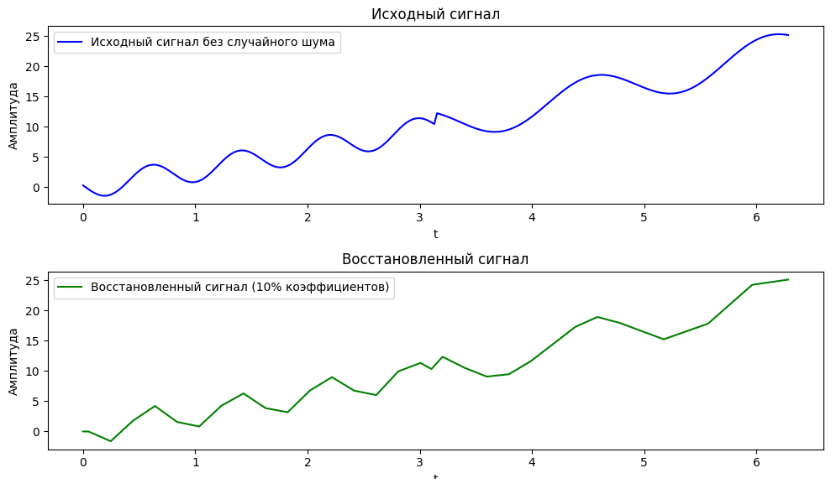 Исходный сигнал
Исходный сигнал без случайного шума
Амплитуда
25
20
15
10
5
0
0 1 2 3 4 5 6
t
Восстановленный сигнал
Восстановленный сигнал (10% коэффициентов)
Амплитуда
25
20
15
10
5
0
0 1 2 3 4 5 6
t